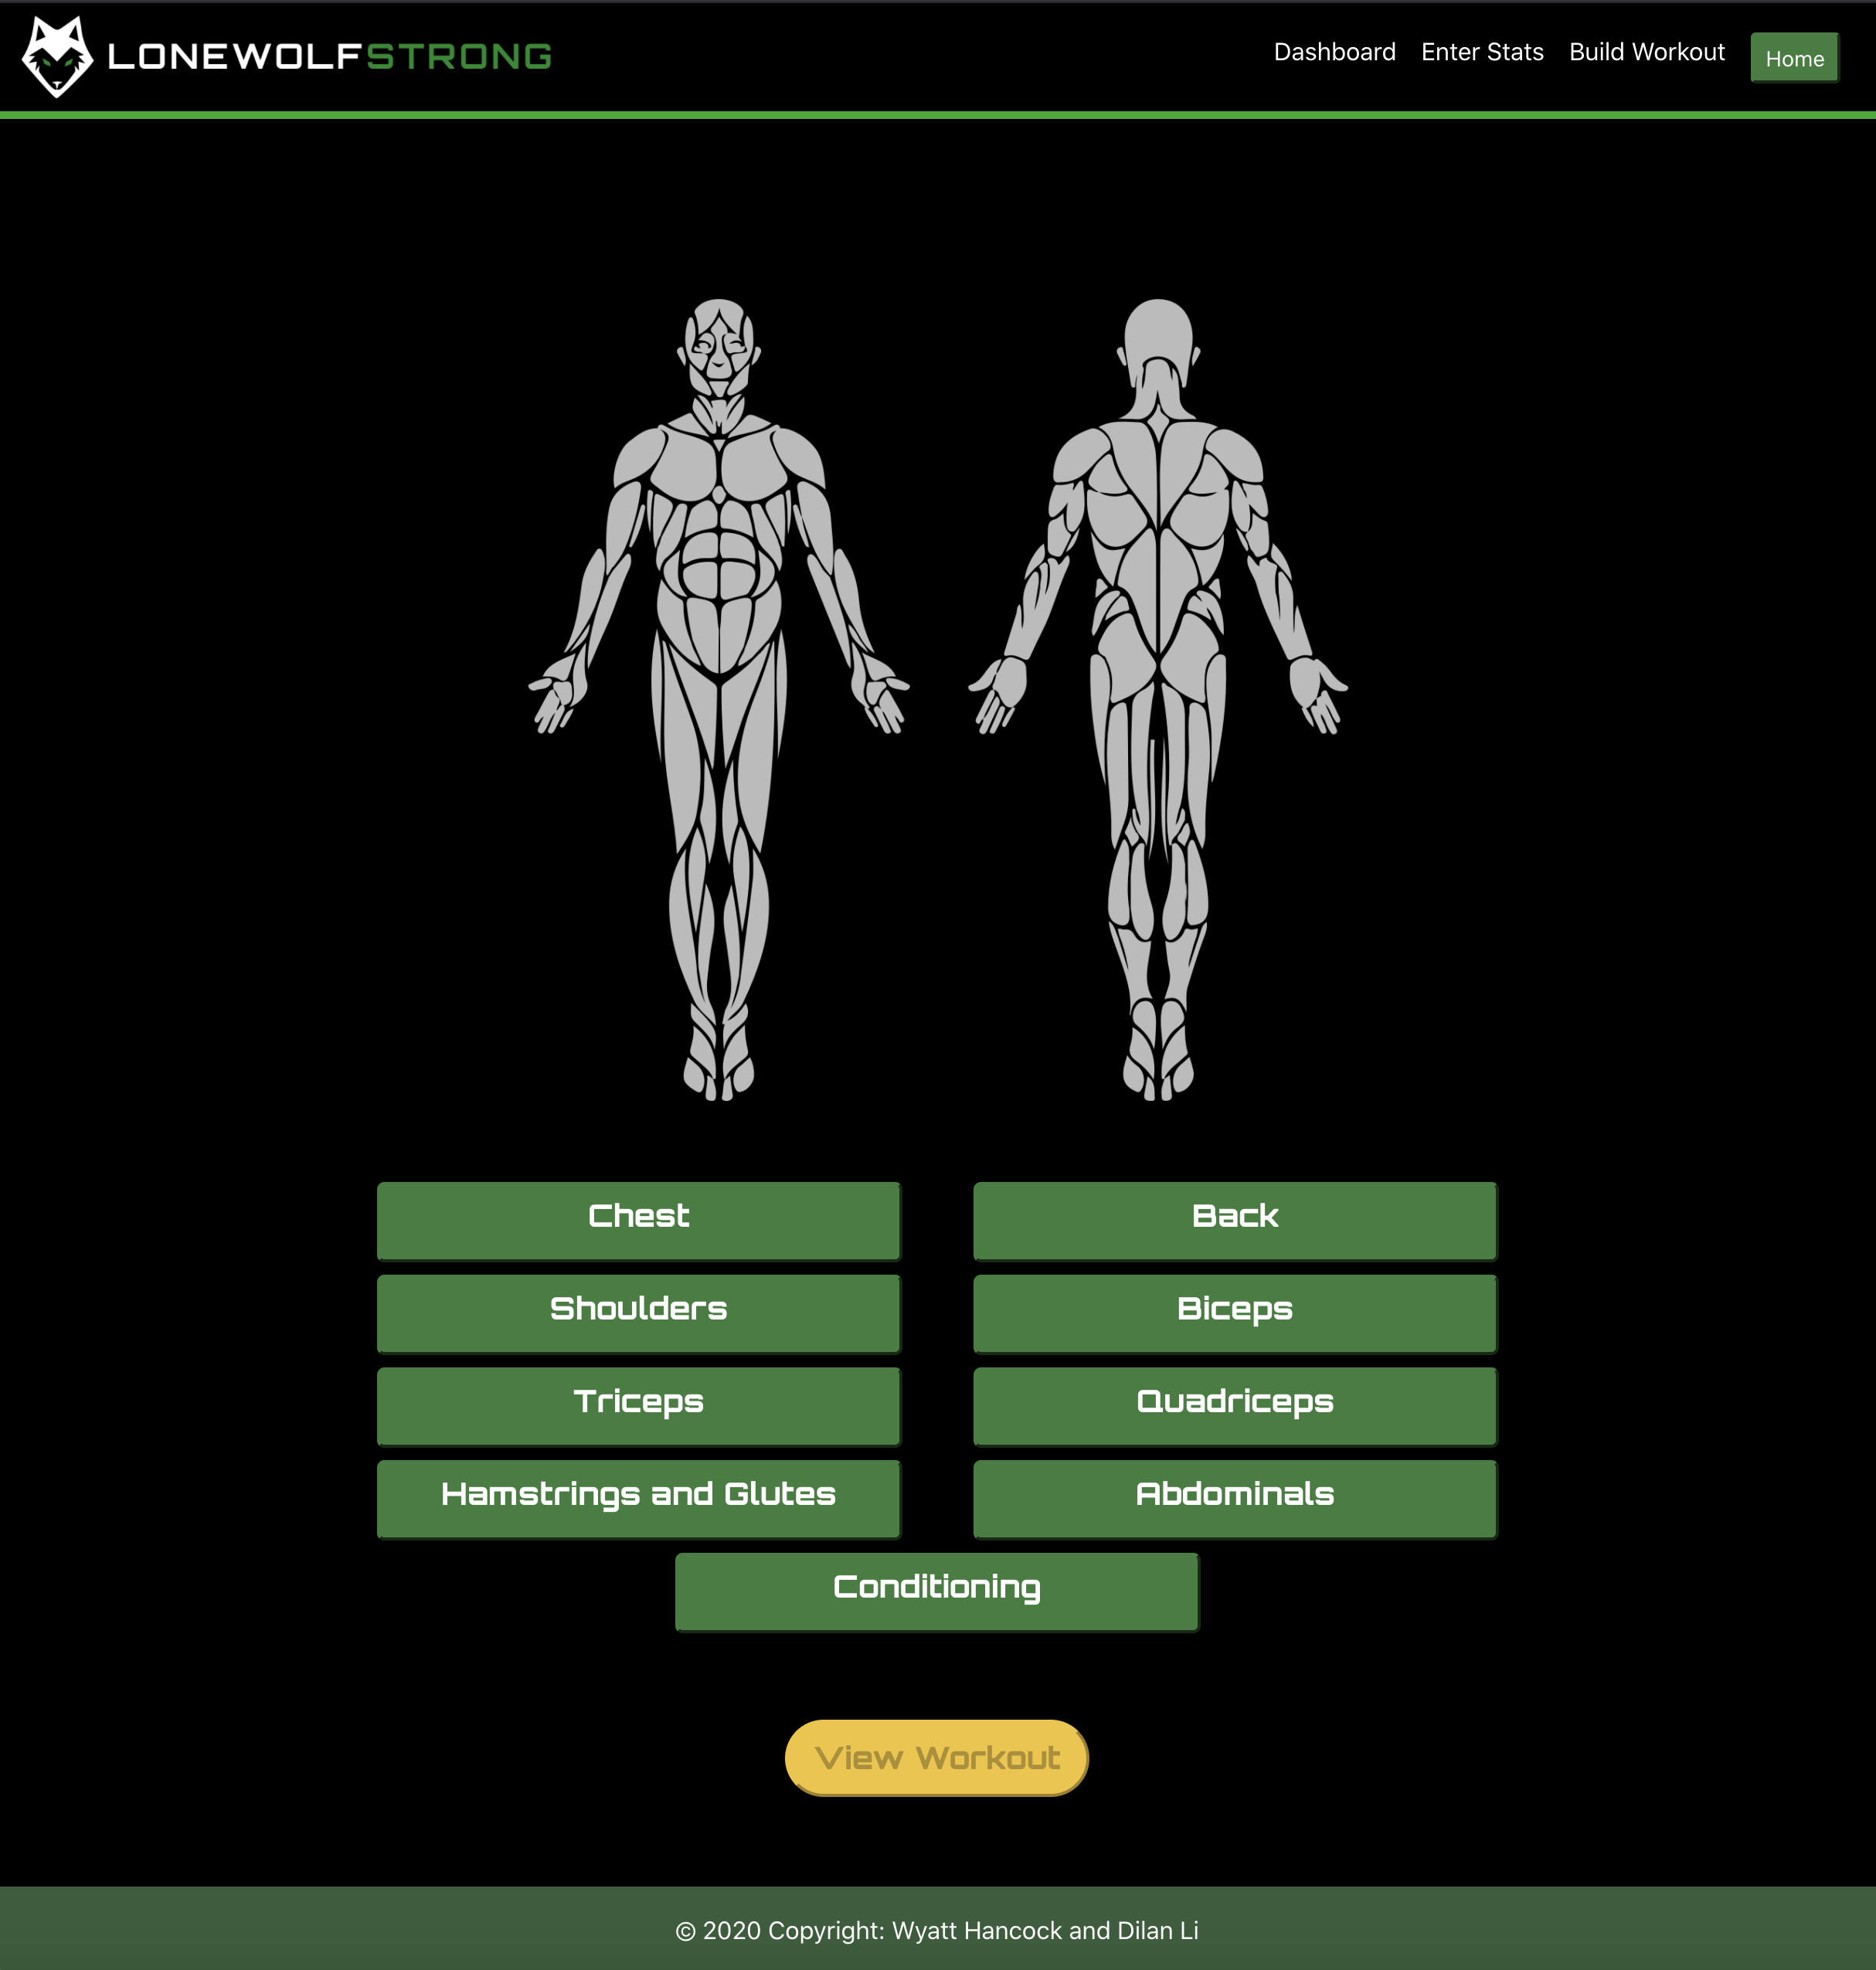 LONEWOLFSTRONG
Dashboard Enter Stats Build Workout Home
Chest
Back
Shoulders
Biceps
Triceps
Quadriceps
Hamstrings and Glutes
Abdominals
Conditioning
View Workout
© 2020 Copyright: Wyatt Hancock and Dilan Li